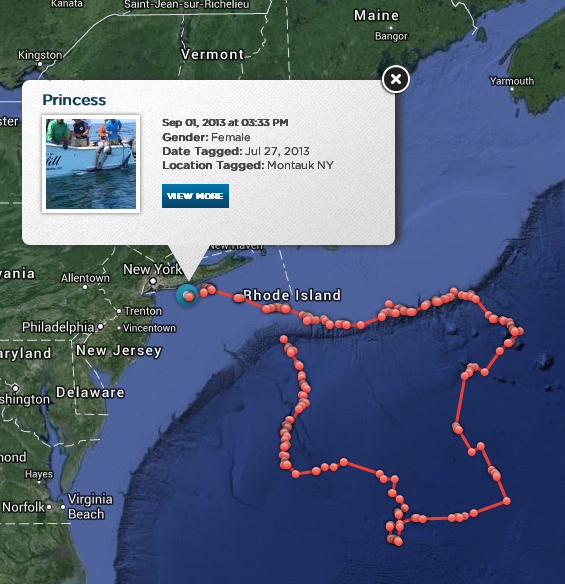 Kanata
Saint-Jean-sur-Richelieu
Maine
Bangor
Kingston
Vermont
Yarmouth
Princess
Sep 01, 2013 at 03:33 PM
Gender: Female
Date Tagged: Jul 27, 2013
Location Tagged: Montauk NY
VIEW MORE
New Haven
vania
Allentown
New York
Rhode Island
Trenton
Philadelphia
Vincentown
aryland
New Jersey
shington
Delaware
mond
Hayes
Norfolk
Virginia
Beach